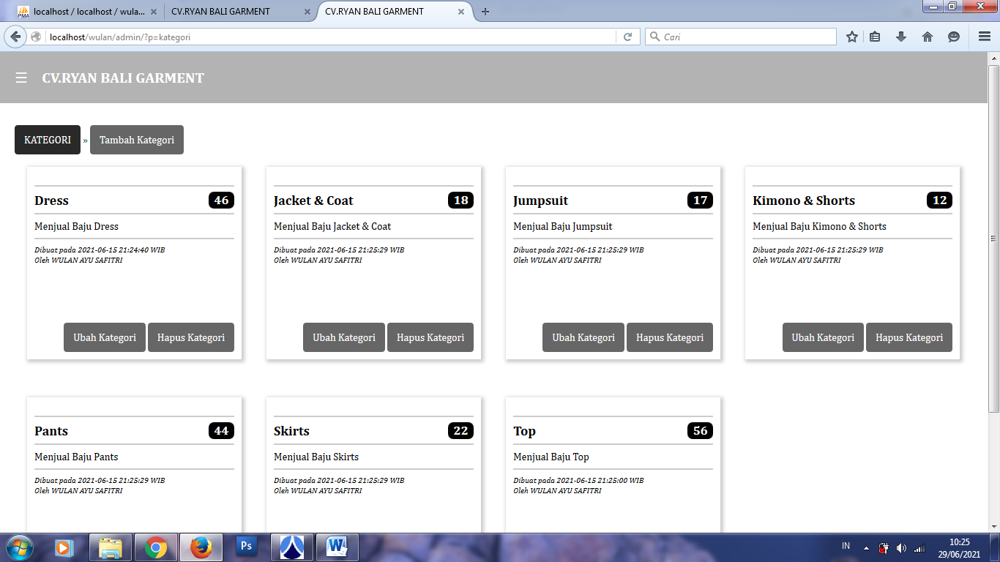 localhost / localhost / wula...
CV.RYAN BALI GARMENT
CV.RYAN BALI GARMENT
localhost/wulan/admin/?p=kategori
Cari
CV.RYAN BALI GARMENT
KATEGORI » Tambah Kategori
Dress 46
Menjual Baju Dress
Dibuat pada 2021-06-15 21:24:40 WIB
Oleh WULAN AYU SAFITRI
Ubah Kategori Hapus Kategori
Jacket & Coat 18
Menjual Baju Jacket & Coat
Dibuat pada 2021-06-15 21:25:29 WIB
Oleh WULAN AYU SAFITRI
Ubah Kategori Hapus Kategori
Jumpsuit 17
Menjual Baju Jumpsuit
Dibuat pada 2021-06-15 21:25:29 WIB
Oleh WULAN AYU SAFITRI
Ubah Kategori Hapus Kategori
Kimono & Shorts 12
Menjual Baju Kimono & Shorts
Dibuat pada 2021-06-15 21:25:29 WIB
Oleh WULAN AYU SAFITRI
Ubah Kategori Hapus Kategori
Pants 44
Menjual Baju Pants
Dibuat pada 2021-06-15 21:25:29 WIB
Oleh WULAN AYU SAFITRI
Skirts 22
Menjual Baju Skirts
Dibuat pada 2021-06-15 21:25:29 WIB
Oleh WULAN AYU SAFITRI
Top 56
Menjual Baju Top
Dibuat pada 2021-06-15 21:25:00 WIB
Oleh WULAN AYU SAFITRI
Ps
IN
10:25
29/06/2021